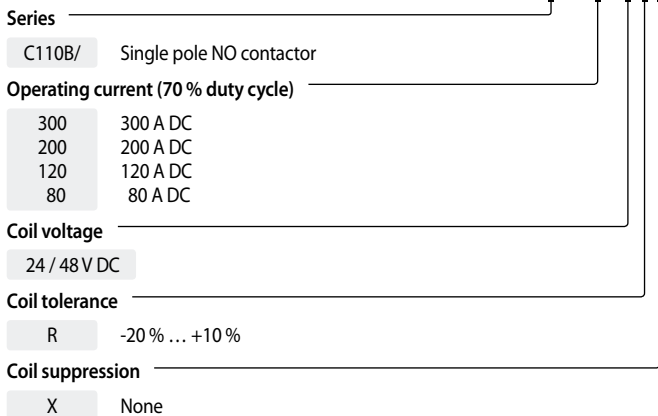 Series
C110B/ Single pole NO contactor
Operating current (70 % duty cycle)
300 300 A DC
200 200 A DC
120 120 A DC
80 80 A DC
Coil voltage
24 / 48 V DC
Coil tolerance
R -20 % … +10 %
Coil suppression
X None